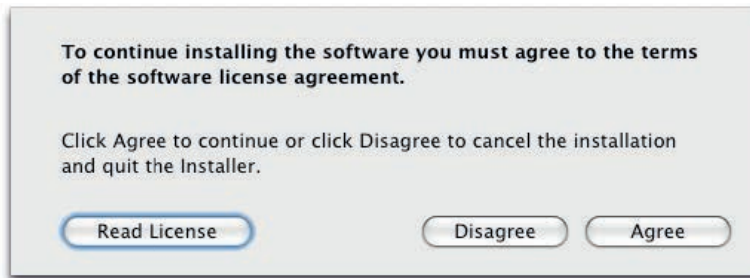 To continue installing the software you must agree to the terms
of the software license agreement.
Click Agree to continue or click Disagree to cancel the installation
and quit the Installer.
Read License
Disagree
Agree